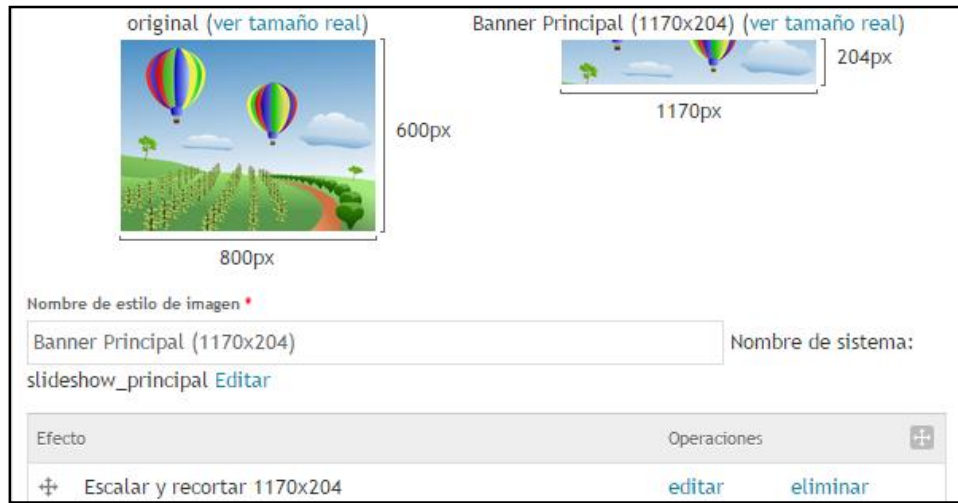 original (ver tamaño real)
Banner Principal (1170x204) (ver tamaño real)
204px
1170px
600px
800px
Nombre de estilo de imagen *
Banner Principal (1170x204)
Nombre de sistema:
slideshow_principal Editar
Efecto
Operaciones
Escalar y recortar 1170x204
editar
eliminar